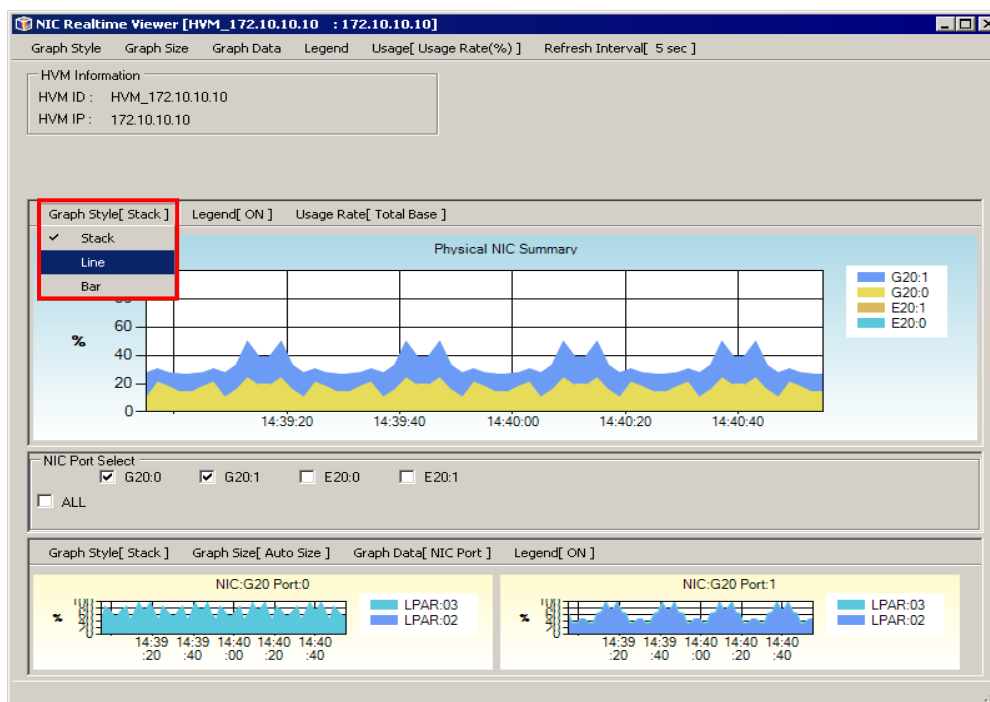 NIC Realtime Viewer [HVM_172.10.10.10 : 172.10.10.10]
Graph Style Graph Size Graph Data Legend Usage[ Usage Rate(%) ] Refresh Interval[ 5 sec ]
HVM Information
HVM ID : HVM_172.10.10.10
HVM IP : 172.10.10.10
Graph Style[ Stack ] Legend[ ON ] Usage Rate[ Total Base ]
Stack
Line
Bar
Physical NIC Summary
%
60
40
20
0
14:39:20 14:39:40 14:40:00 14:40:20 14:40:40
G20:1
G20:0
E20:1
E20:0
NIC Port Select
G20:0 G20:1 E20:0 E20:1
ALL
Graph Style[ Stack ] Graph Size[ Auto Size ] Graph Data[ NIC Port ] Legend[ ON ]
NIC:G20 Port:0
%
14:39 14:39 14:40 14:40 14:40
:20 :40 :00 :20 :40
LPAR:03
LPAR:02
NIC:G20 Port:1
%
14:39 14:39 14:40 14:40 14:40
:20 :40 :00 :20 :40
LPAR:03
LPAR:02